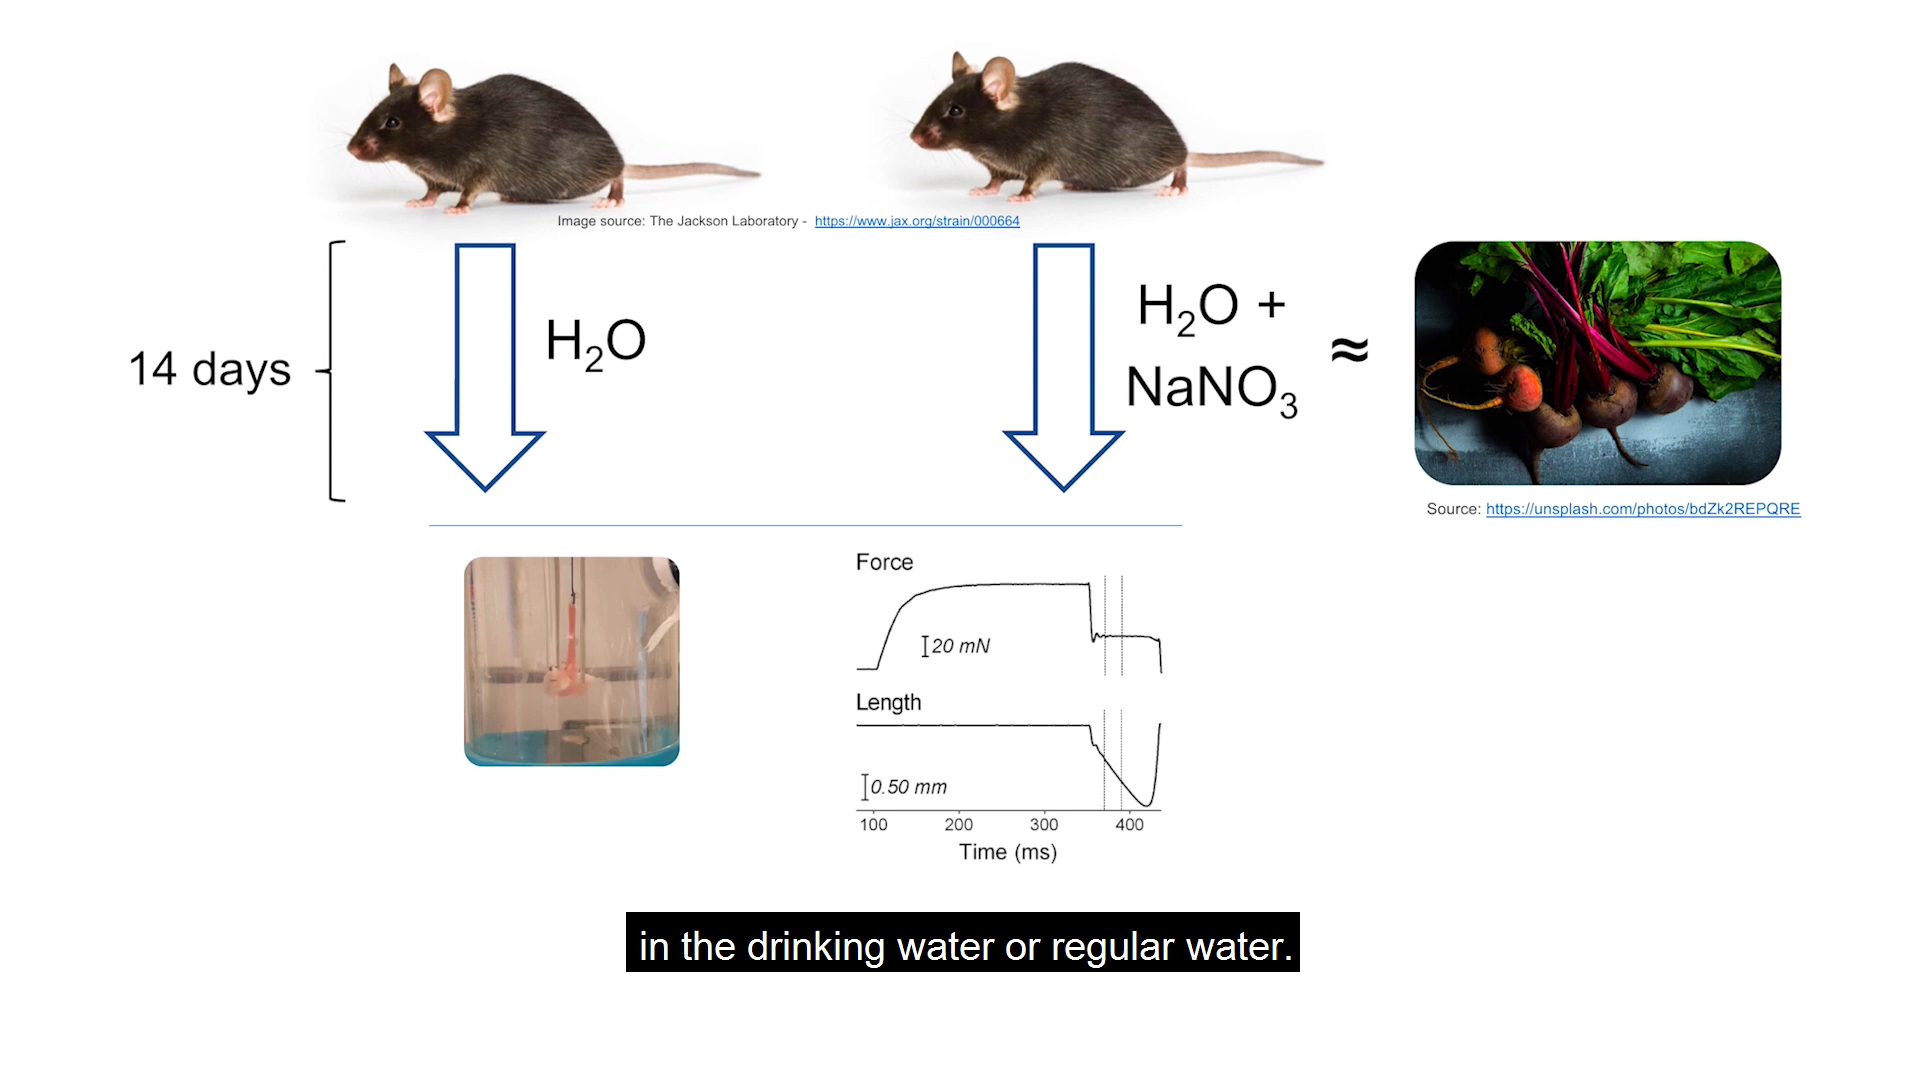 Image source: The Jackson Laboratory - https://www.jax.org/strain/000664
14 days
H₂O
H₂O +
NaNO₃
≈
Source: https://unsplash.com/photos/bdZk2REPQRE
Force
20 mN
Length
0.50 mm
100 200 300 400
Time (ms)
in the drinking water or regular water.